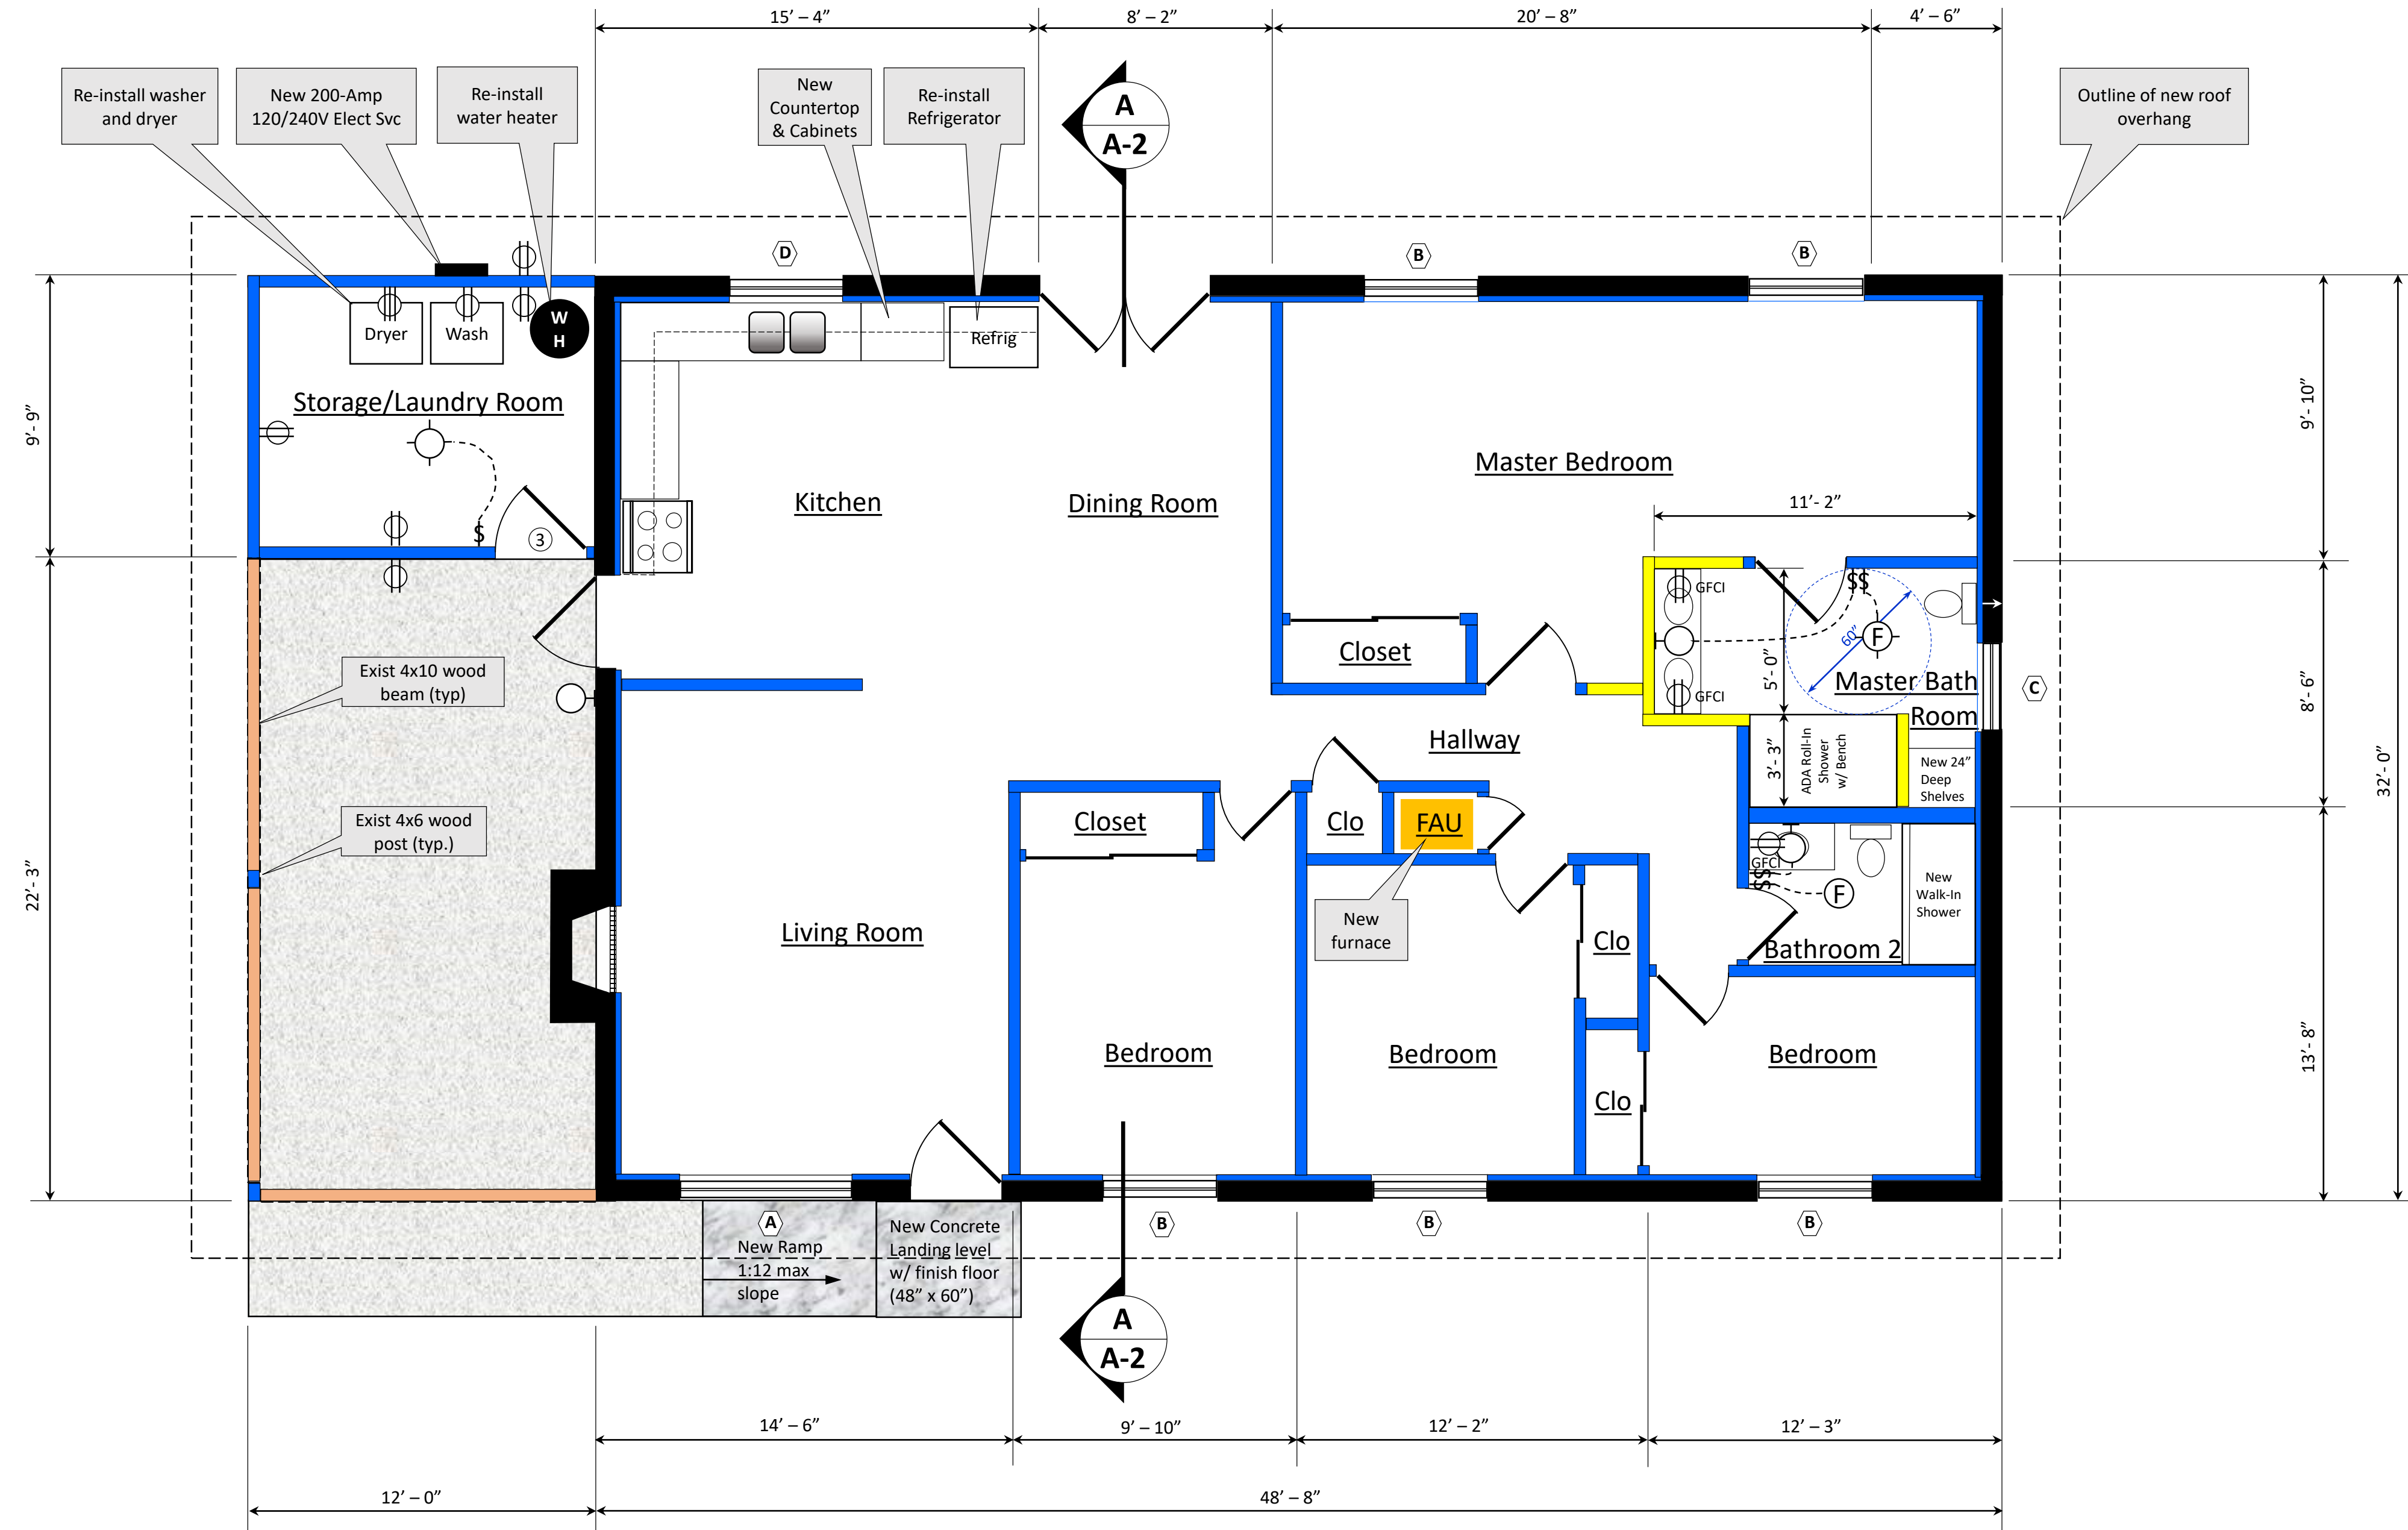 15’ – 4”
8’ – 2”
20’ – 8”
4’ – 6”
Re-install washer
and dryer
New 200-Amp
120/240V Elect Svc
Re-install
water heater
New
Countertop
& Cabinets
Re-install
Refrigerator
A
A-2
Outline of new roof
overhang
D
B
B
W
H
Dryer
Wash
Refrig
Storage/Laundry Room
9’- 9”
9’- 10”
Master Bedroom
Kitchen
Dining Room
11’- 2”
$
3
$$
GFCI
60”
F
Exist 4x10 wood
beam (typ)
Closet
5’- 0”
GFCI
Master Bath
Room
C
8’- 6”
Hallway
3’- 3”
ADA Roll-In
Shower
w/ Bench
New 24”
Deep
Shelves
32’- 0”
Exist 4x6 wood
post (typ.)
Closet
Clo
FAU
GFCI
$$
F
New
Walk-In
Shower
22’- 3”
New
furnace
Living Room
Clo
Bathroom 2
13’- 8”
Bedroom
Bedroom
Bedroom
Clo
A
New Ramp
1:12 max
slope
New Concrete
Landing level
w/ finish floor
(48” x 60”)
B
B
B
A
A-2
14’ – 6”
9’ – 10”
12’ – 2”
12’ – 3”
12’ – 0”
48’ – 8”